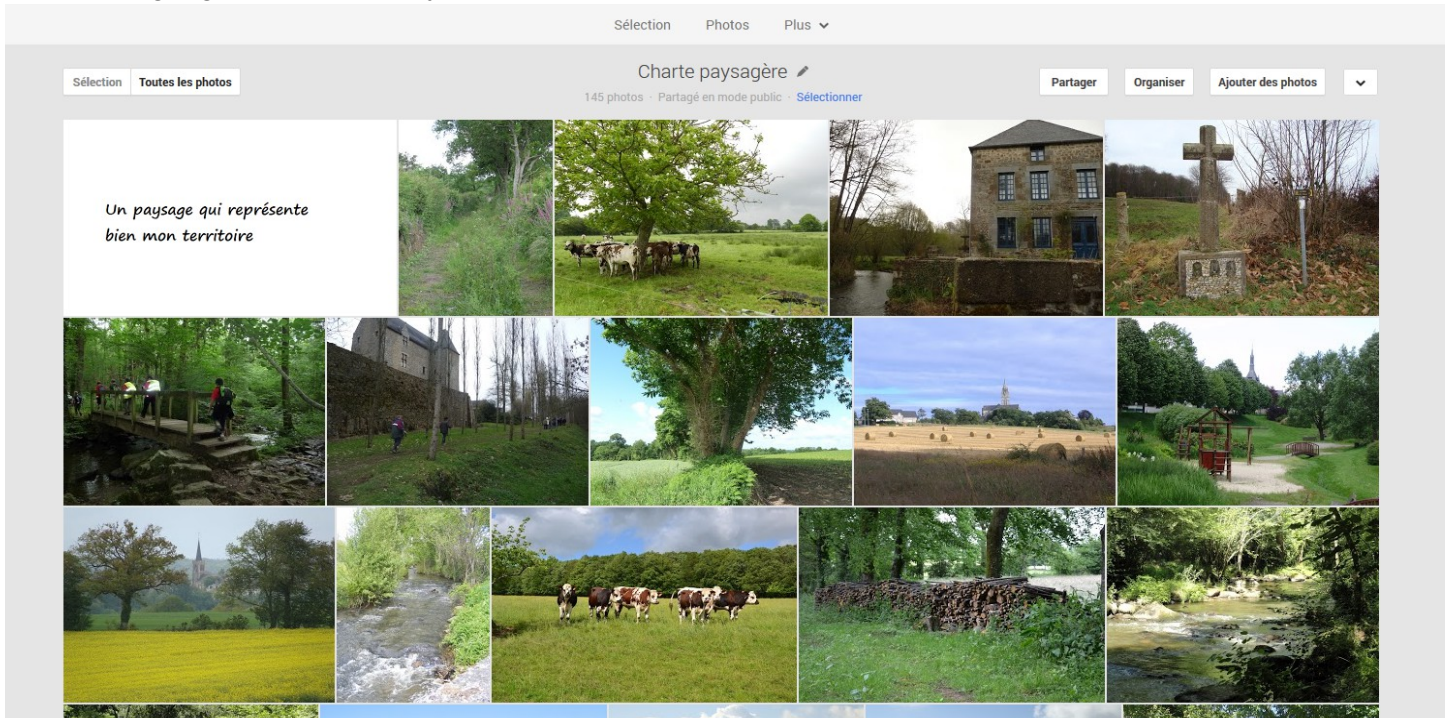 Sélection Photos Plus
Sélection Toutes les photos
Charte paysagère
Partager Organiser Ajouter des photos
145 photos · Partagé en mode public · Sélectionner
Un paysage qui représente
bien mon territoire